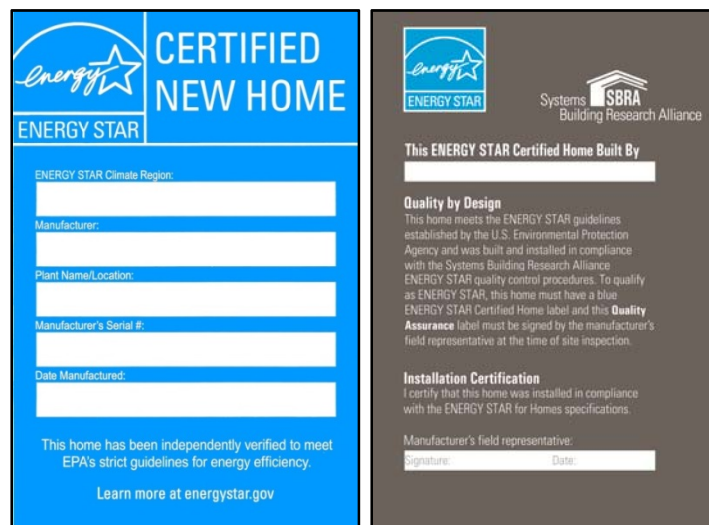 energy
ENERGY STAR
CERTIFIED
NEW HOME
ENERGY STAR Climate Region:
Manufacturer:
Plant Name/Location:
Manufacturer's Serial #:
Date Manufactured:
This home has been independently verified to meet
EPA's strict guidelines for energy efficiency.
Learn more at energystar.gov
energy
ENERGY STAR
Systems SBRA
Building Research Alliance
This ENERGY STAR Certified Home Built By
Quality by Design
This home meets the ENERGY STAR guidelines
established by the U.S. Environmental Protection
Agency and was built and installed in compliance
with the Systems Building Research Alliance
ENERGY STAR quality control procedures. To qualify
as ENERGY STAR, this home must have a blue
ENERGY STAR Certified Home label and this Quality
Assurance label must be signed by the manufacturer's
field representative at the time of site inspection.
Installation Certification
I certify that this home was installed in compliance
with the ENERGY STAR for Homes specifications.
Manufacturer's field representative:
Signature: Date: